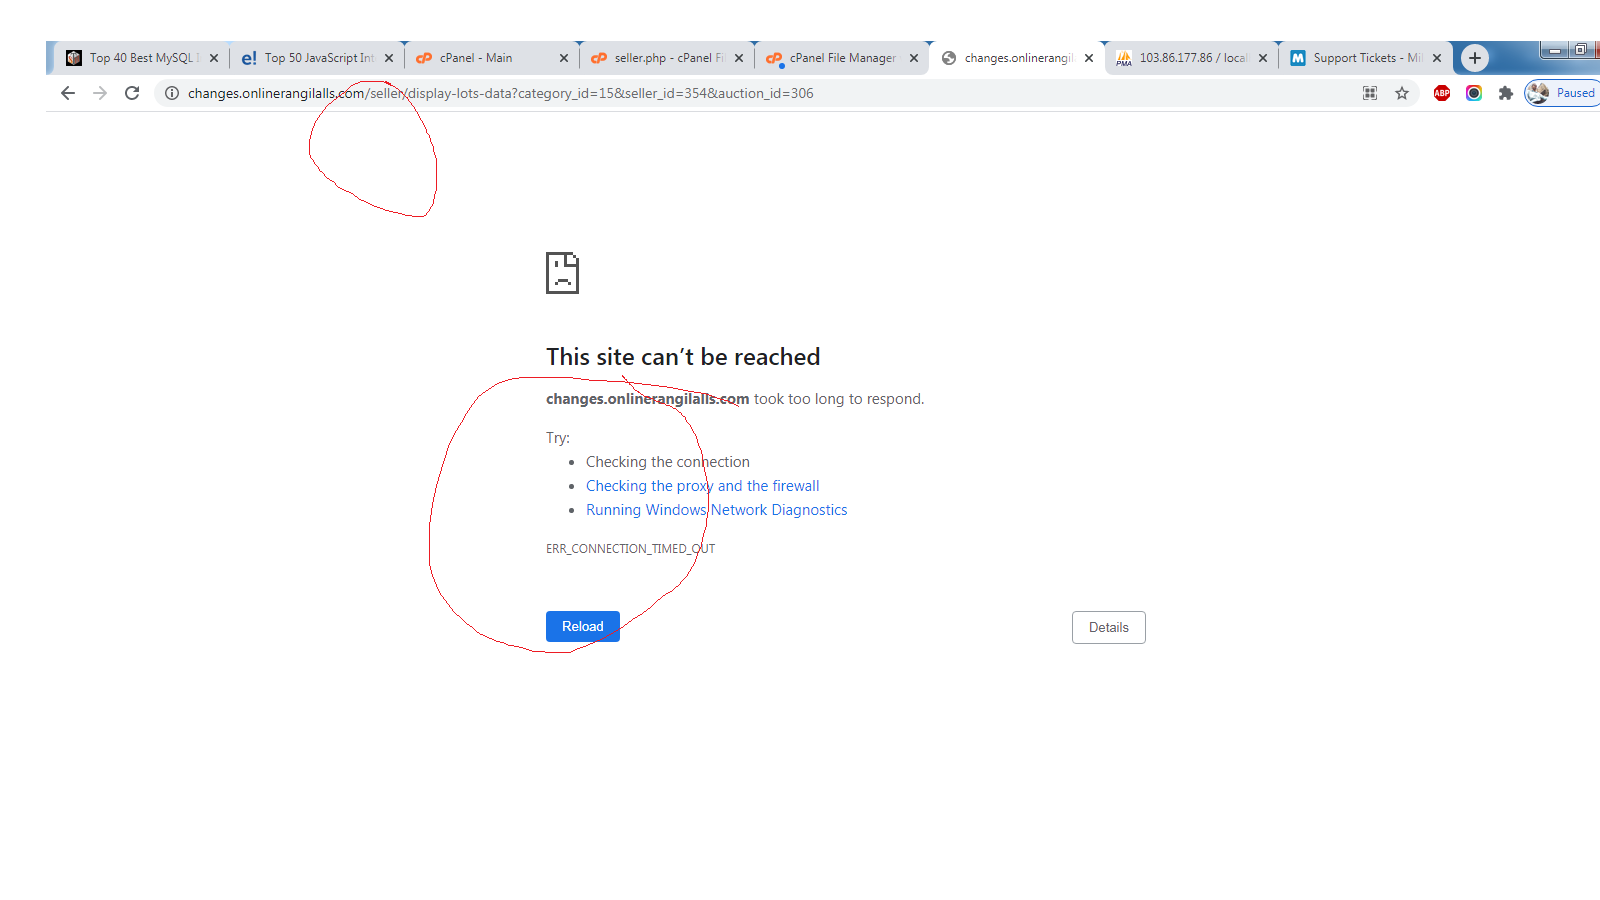 Top 40 Best MySQL I
Top 50 JavaScript Int
cPanel - Main
seller.php - cPanel Fi
cPanel File Manager
changes.onlinerangil
103.86.177.86 / local
Support Tickets - Mi
changes.onlinerangilalls.com/seller/display-lots-data?category_id=15&seller_id=354&auction_id=306
ABP
Paused
This site can’t be reached
changes.onlinerangilalls.com took too long to respond.
Try:
• Checking the connection
• Checking the proxy and the firewall
• Running Windows Network Diagnostics
ERR_CONNECTION_TIMED_OUT
Reload
Details